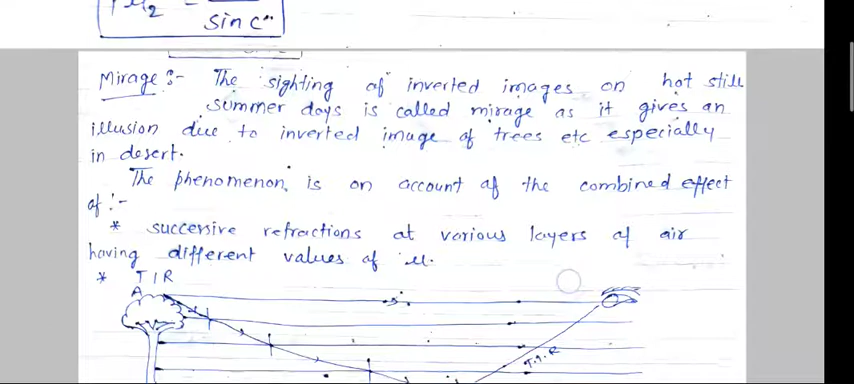 μ2
sin c"
Mirage :- The sighting of inverted images on hot still
summer days is called mirage as it gives an
illusion due to inverted image of trees etc especially
in desert.
The phenomenon is on account of the combined effect
of :-
* successive refractions at various layers of air
having different values of μ.
* TIR
A
T.I.R